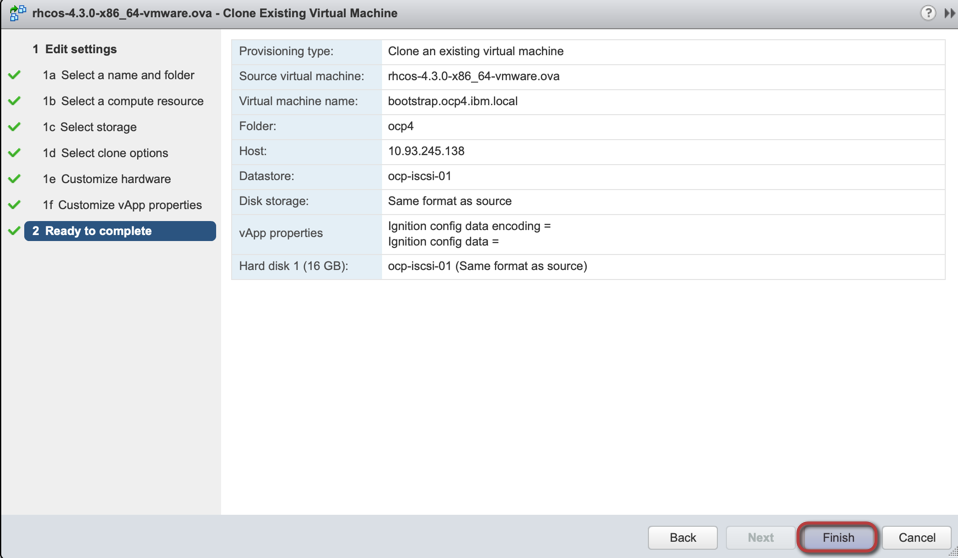 rhcos-4.3.0-x86_64-vmware.ova - Clone Existing Virtual Machine
?
1 Edit settings
1a Select a name and folder
1b Select a compute resource
1c Select storage
1d Select clone options
1e Customize hardware
1f Customize vApp properties
2 Ready to complete
Provisioning type: Clone an existing virtual machine
Source virtual machine: rhcos-4.3.0-x86_64-vmware.ova
Virtual machine name: bootstrap.ocp4.ibm.local
Folder: ocp4
Host: 10.93.245.138
Datastore: ocp-iscsi-01
Disk storage: Same format as source
vApp properties
Ignition config data encoding =
Ignition config data =
Hard disk 1 (16 GB): ocp-iscsi-01 (Same format as source)
Back Next Finish Cancel